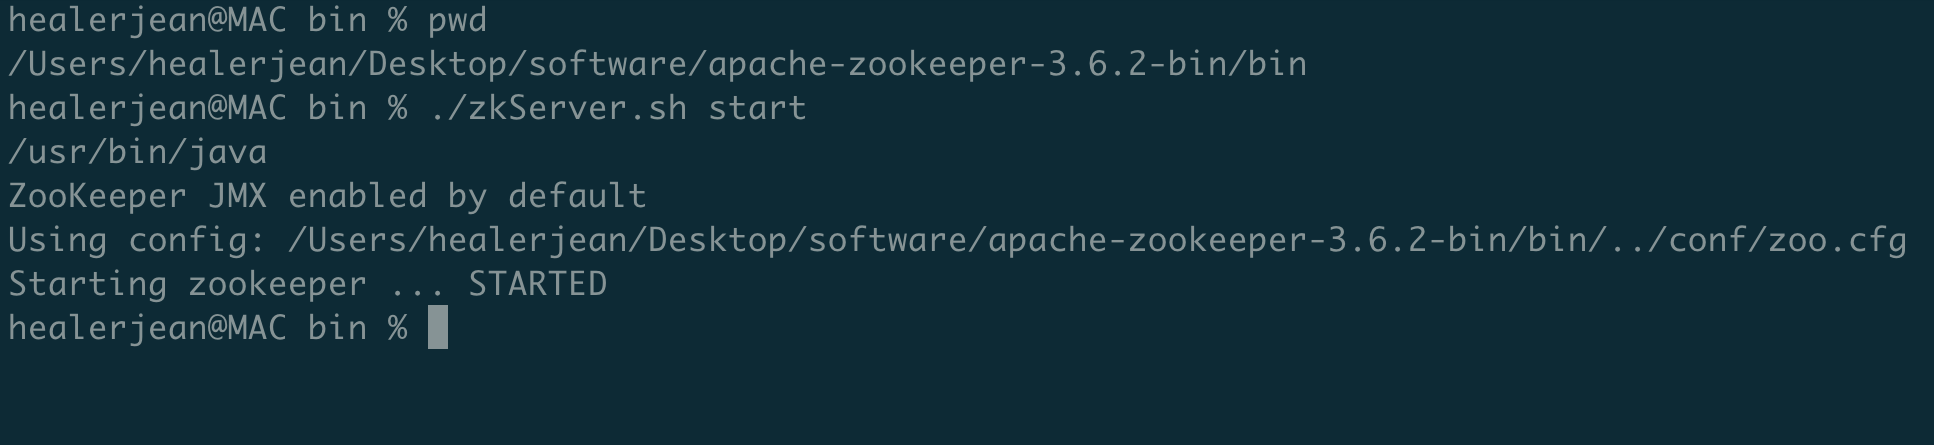 healerjean@MAC bin % pwd
/Users/healerjean/Desktop/software/apache-zookeeper-3.6.2-bin/bin
healerjean@MAC bin % ./zkServer.sh start
/usr/bin/java
ZooKeeper JMX enabled by default
Using config: /Users/healerjean/Desktop/software/apache-zookeeper-3.6.2-bin/bin/../conf/zoo.cfg
Starting zookeeper ... STARTED
healerjean@MAC bin %